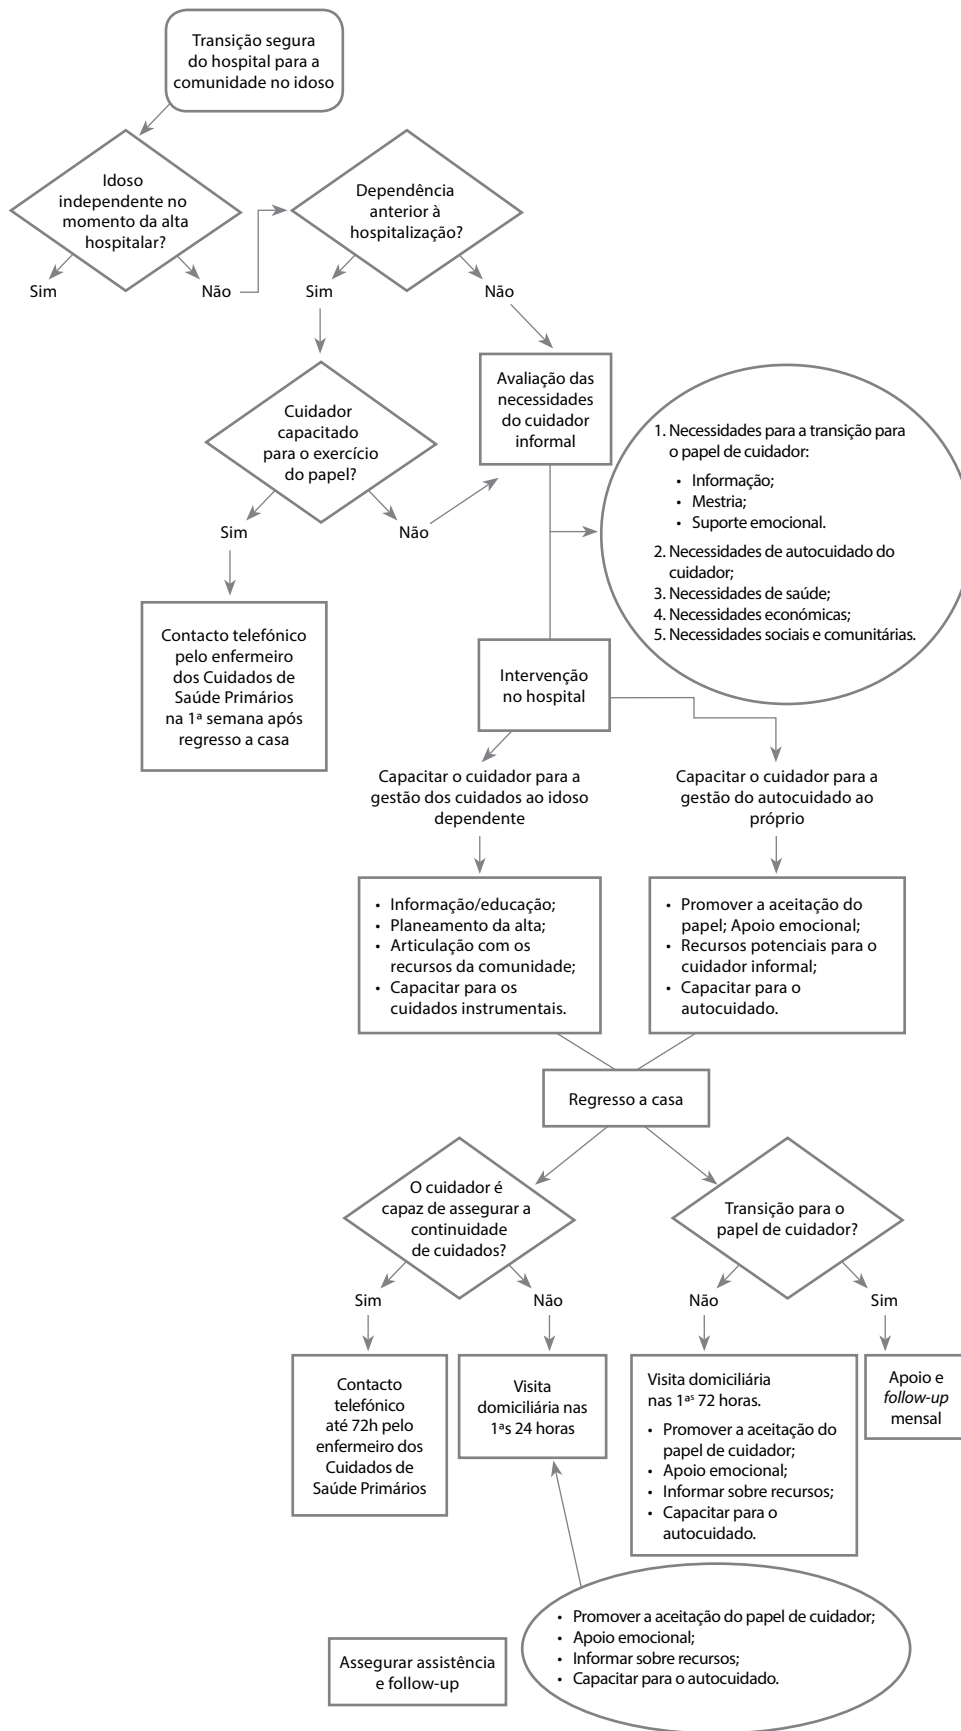 Transição segura
do hospital para a
comunidade no idoso
Idoso
independente no
momento da alta
hospitalar?
Dependência
anterior à
hospitalização?
Sim
Não
Sim
Não
Cuidador
capacitado
para o exercício
do papel?
Avaliação das
necessidades
do cuidador
informal
1. Necessidades para a transição para
o papel de cuidador:
• Informação;
• Mestria;
• Suporte emocional.
2. Necessidades de autocuidado do
cuidador;
3. Necessidades de saúde;
4. Necessidades económicas;
5. Necessidades sociais e comunitárias.
Sim
Não
Contacto telefónico
pelo enfermeiro
dos Cuidados de
Saúde Primários
na 1ª semana após
regresso a casa
Intervenção
no hospital
Capacitar o cuidador para a
gestão dos cuidados ao idoso
dependente
Capacitar o cuidador para a
gestão do autocuidado ao
próprio
• Informação/educação;
• Planeamento da alta;
• Articulação com os
recursos da comunidade;
• Capacitar para os
cuidados instrumentais.
• Promover a aceitação do
papel; Apoio emocional;
• Recursos potenciais para o
cuidador informal;
• Capacitar para o
autocuidado.
Regresso a casa
O cuidador é
capaz de assegurar a
continuidade
de cuidados?
Transição para o
papel de cuidador?
Sim
Não
Não
Sim
Contacto
telefónico
até 72h pelo
enfermeiro dos
Cuidados de
Saúde Primários
Visita
domiciliária nas
1ªs 24 horas
Visita domiciliária
nas 1ªˢ 72 horas.
• Promover a aceitação do
papel de cuidador;
• Apoio emocional;
• Informar sobre recursos;
• Capacitar para o
autocuidado.
Apoio e
follow-up
mensal
• Promover a aceitação do papel de cuidador;
• Apoio emocional;
• Informar sobre recursos;
• Capacitar para o autocuidado.
Assegurar assistência
e follow-up